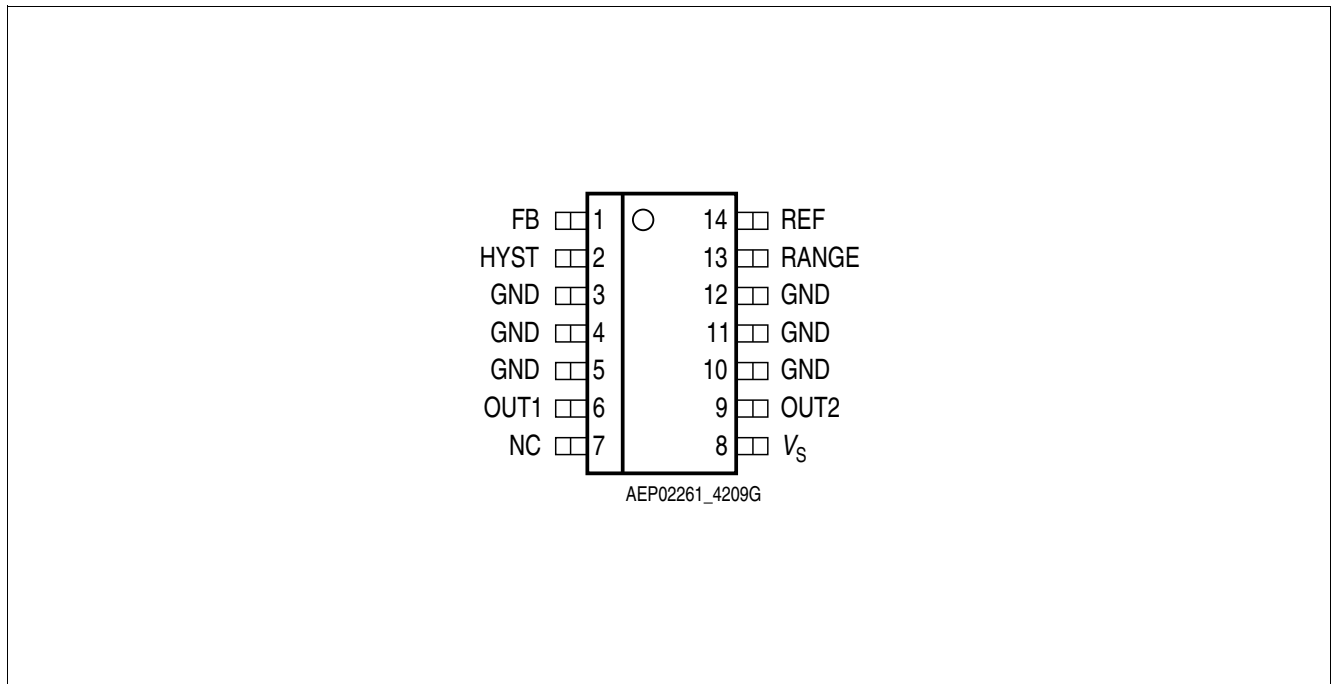 FB 1 14 REF
HYST 2 13 RANGE
GND 3 12 GND
GND 4 11 GND
GND 5 10 GND
OUT1 6 9 OUT2
NC 7 8 VS
AEP02261_4209G